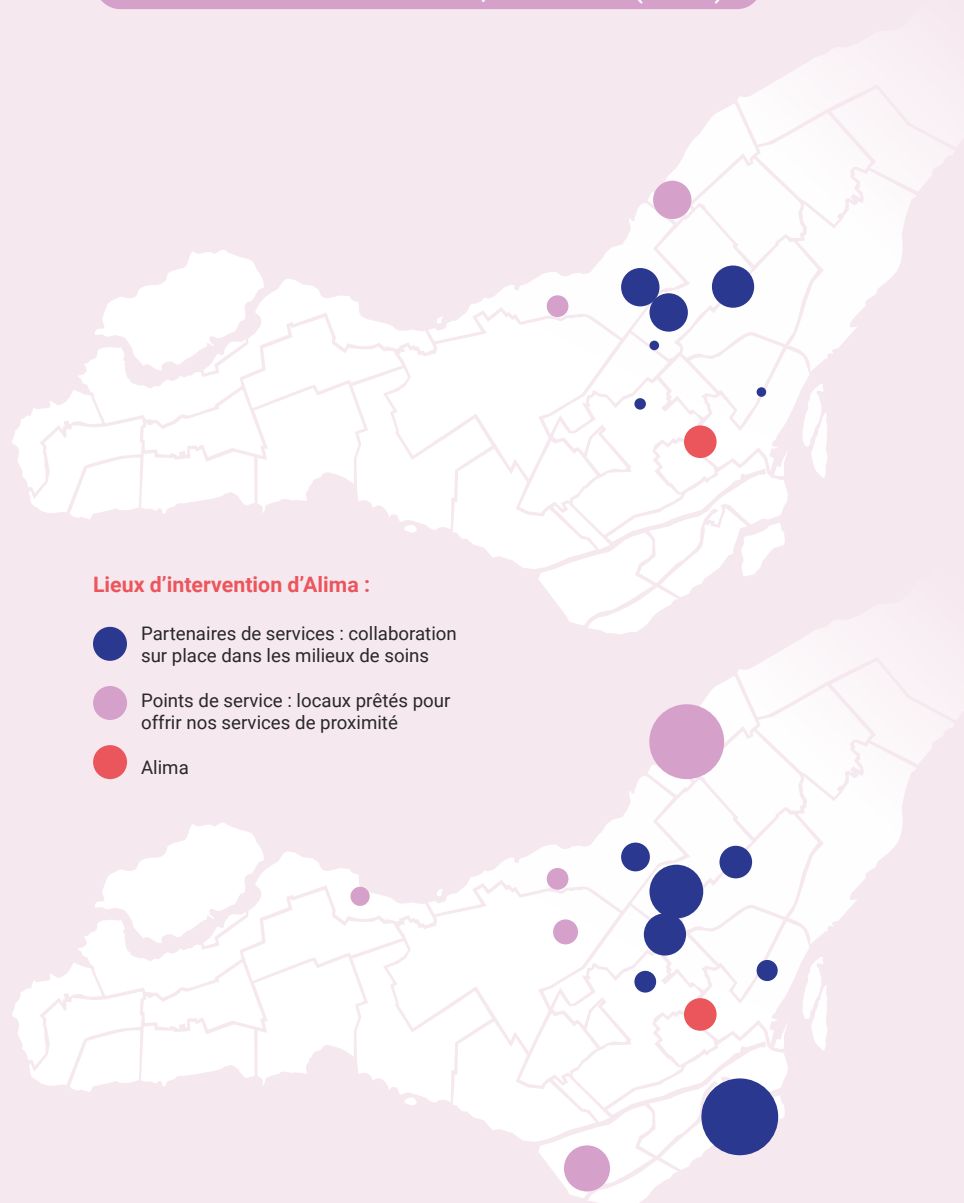 Lieux d'intervention d'Alima :
Partenaires de services : collaboration
sur place dans les milieux de soins
Points de service : locaux prêtés pour
offrir nos services de proximité
Alima